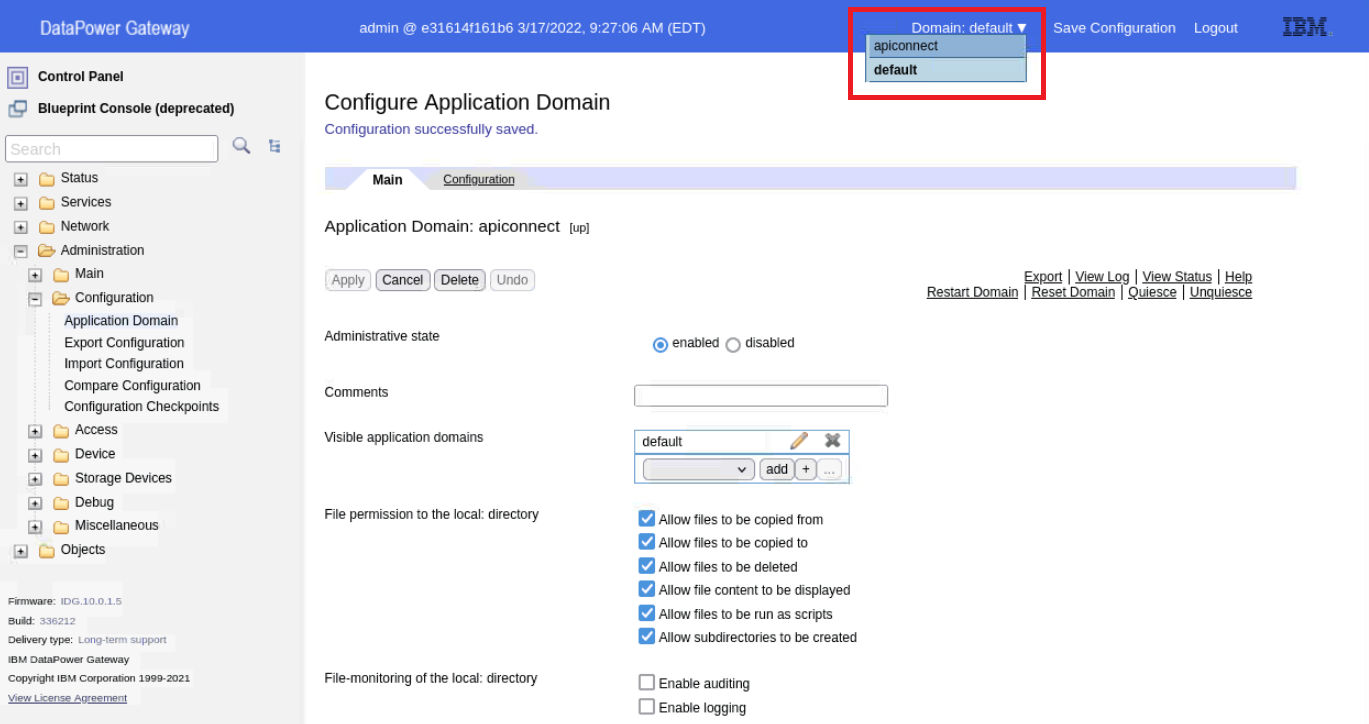 DataPower Gateway
admin @ e31614f161b6 3/17/2022, 9:27:06 AM (EDT)
Domain: default ▼
Save Configuration
Logout
IBM
apiconnect
default
Control Panel
Blueprint Console (deprecated)
Search
Status
Services
Network
Administration
Main
Configuration
Application Domain
Export Configuration
Import Configuration
Compare Configuration
Configuration Checkpoints
Access
Device
Storage Devices
Debug
Miscellaneous
Objects
Firmware: IDG.10.0.1.5
Build: 336212
Delivery type: Long-term support
IBM DataPower Gateway
Copyright IBM Corporation 1999-2021
View License Agreement
Configure Application Domain
Configuration successfully saved.
Main
Configuration
Application Domain: apiconnect [up]
Apply Cancel Delete Undo
Export | View Log | View Status | Help
Restart Domain | Reset Domain | Quiesce | Unquiesce
Administrative state
enabled disabled
Comments
Visible application domains
default
add + ...
File permission to the local: directory
Allow files to be copied from
Allow files to be copied to
Allow files to be deleted
Allow file content to be displayed
Allow files to be run as scripts
Allow subdirectories to be created
File-monitoring of the local: directory
Enable auditing
Enable logging